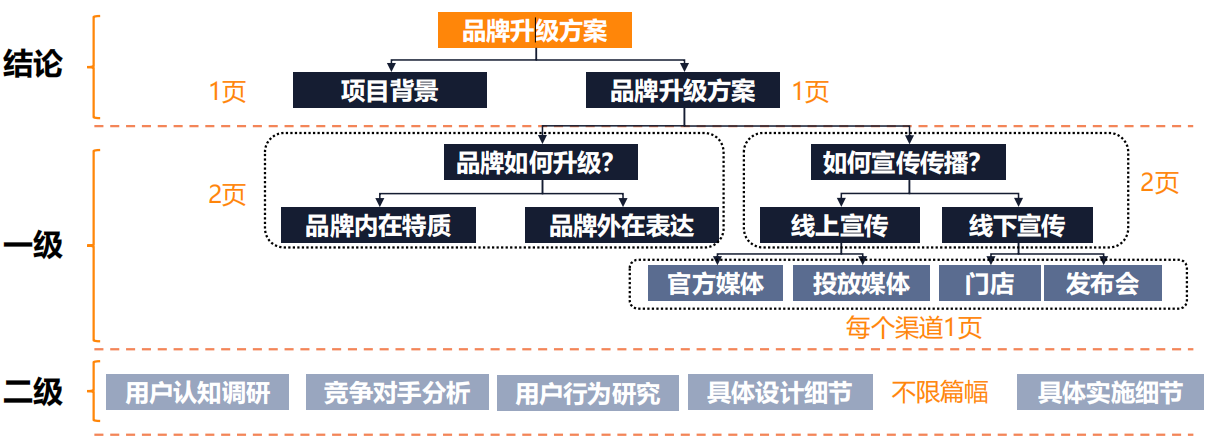 品牌升级方案
结论
1页
项目背景
品牌升级方案
1页
品牌如何升级？
如何宣传传播？
2页
2页
品牌内在特质
品牌外在表达
线上宣传
线下宣传
一级
官方媒体
投放媒体
门店
发布会
每个渠道1页
二级
用户认知调研
竞争对手分析
用户行为研究
具体设计细节
不限篇幅
具体实施细节